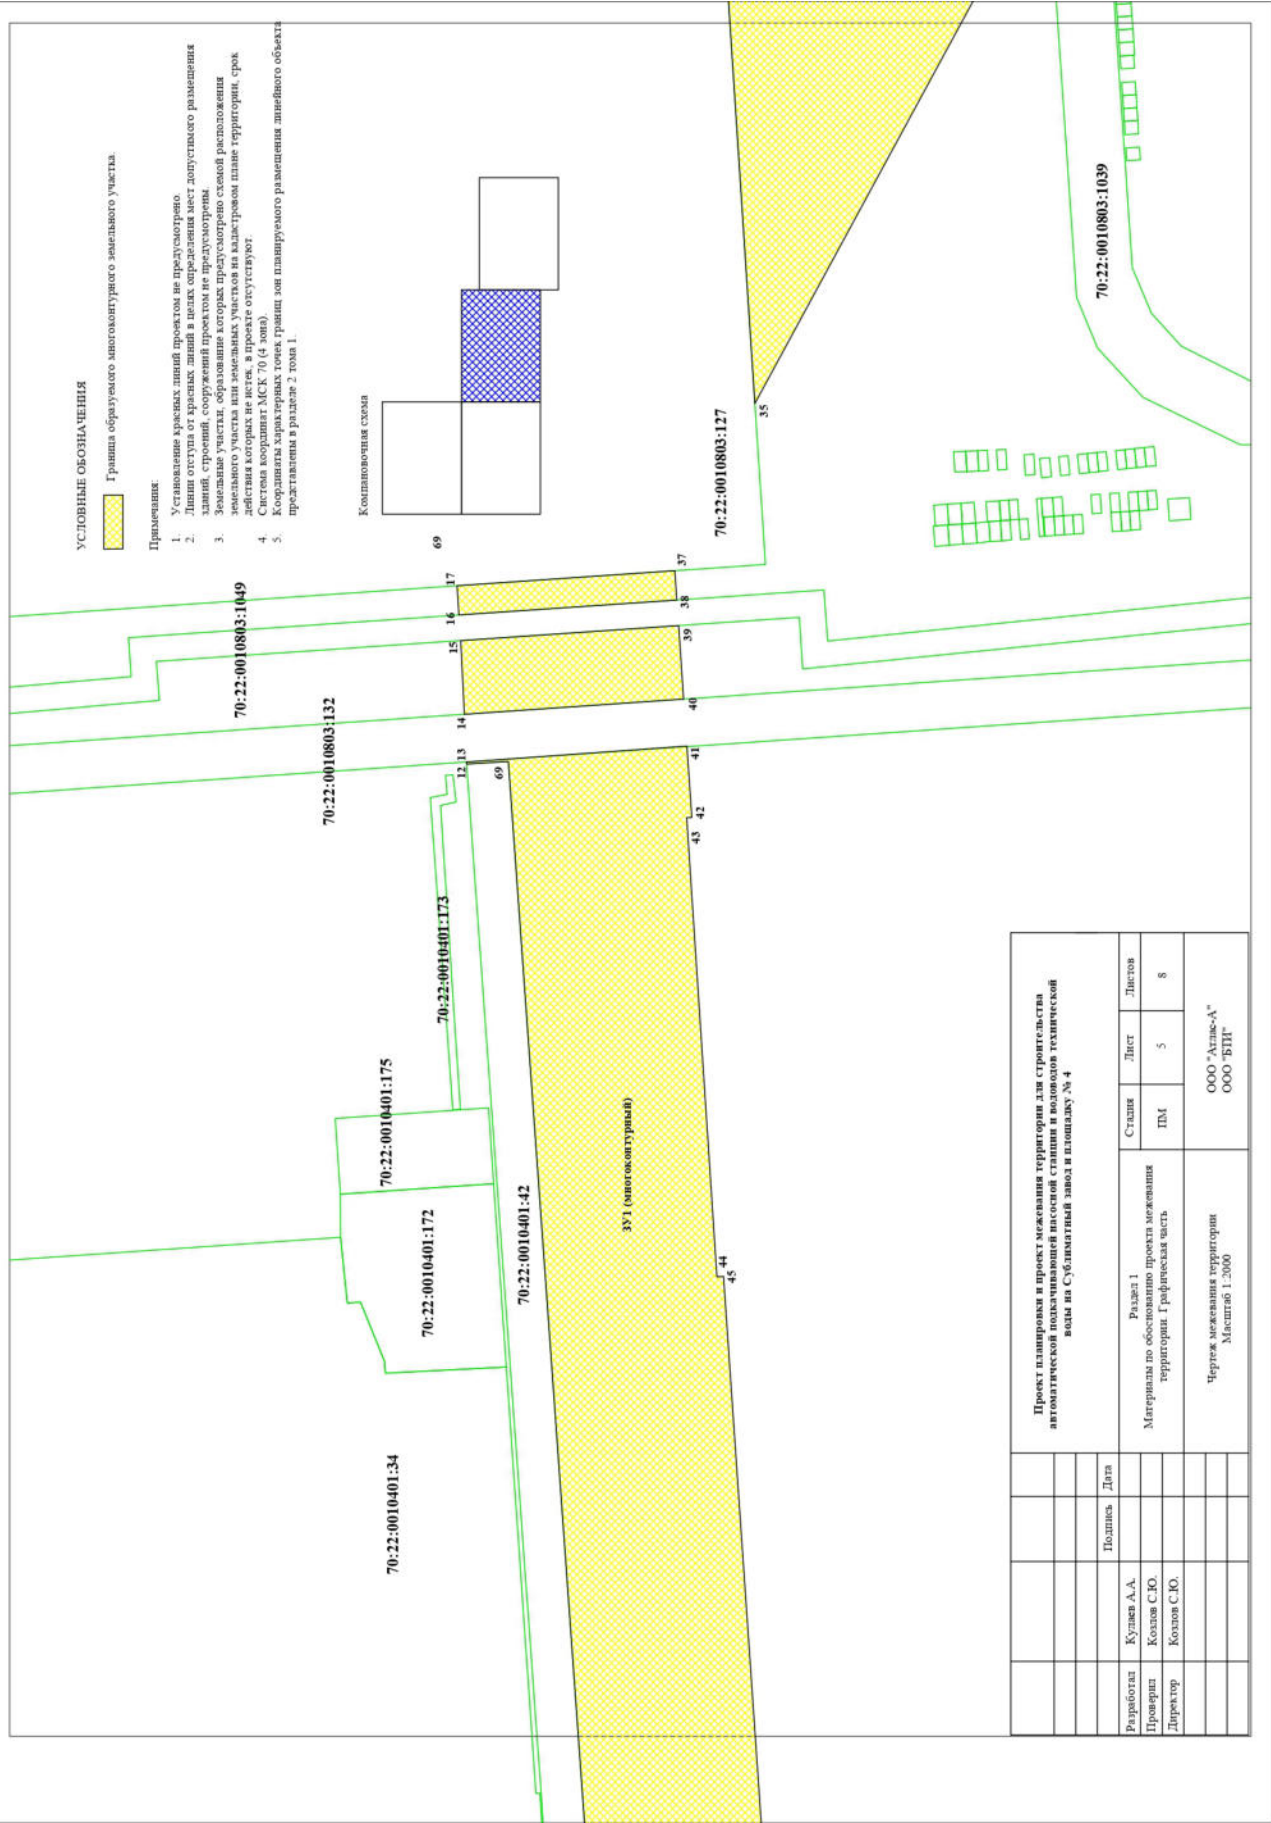 УСЛОВНЫЕ ОБОЗНАЧЕНИЯ
Граница образуемого многоконтурного земельного участка.
Примечания:
1. Установление красных линий проектом не предусмотрено.
2. Линии отступа от красных линий в целях определения мест допустимого размещения
зданий, строений, сооружений проектом не предусмотрены.
3. Земельные участки, образование которых предусмотрено схемой расположения
земельного участка или земельных участков на кадастровом плане территории, срок
действия которых не истек, в проекте отсутствуют.
4. Система координат МСК 70 (4 зона).
5. Координаты характерных точек границ зон планируемого размещения линейного объекта
представлены в разделе 2 тома 1.
Компановочная схема
70:22:0010803:1049
70:22:0010803:132
70:22:0010401:173
70:22:0010401:175
70:22:0010401:172
70:22:0010401:34
70:22:0010401:42
ЗУ1 (многоконтурный)
70:22:0010803:127
70:22:0010803:1039
69
17
16
15
14
13
12
69
35
37
38
39
40
41
42
43
44
45
Проект планировки и проект межевания территории для строительства
автоматической подкачивающей насосной станции и водоводов технической
воды на Сублиматный завод и площадку № 4
Подпись Дата
Разработал Кулаев А.А.
Проверил Козлов С.Ю.
Директор Козлов С.Ю.
Раздел 1
Материалы по обоснованию проекта межевания
территории. Графическая часть
Стадия Лист Листов
ПМ 5 8
Чертеж межевания территории
Масштаб 1:2000
ООО "Атлас-А"
ООО "БТИ"